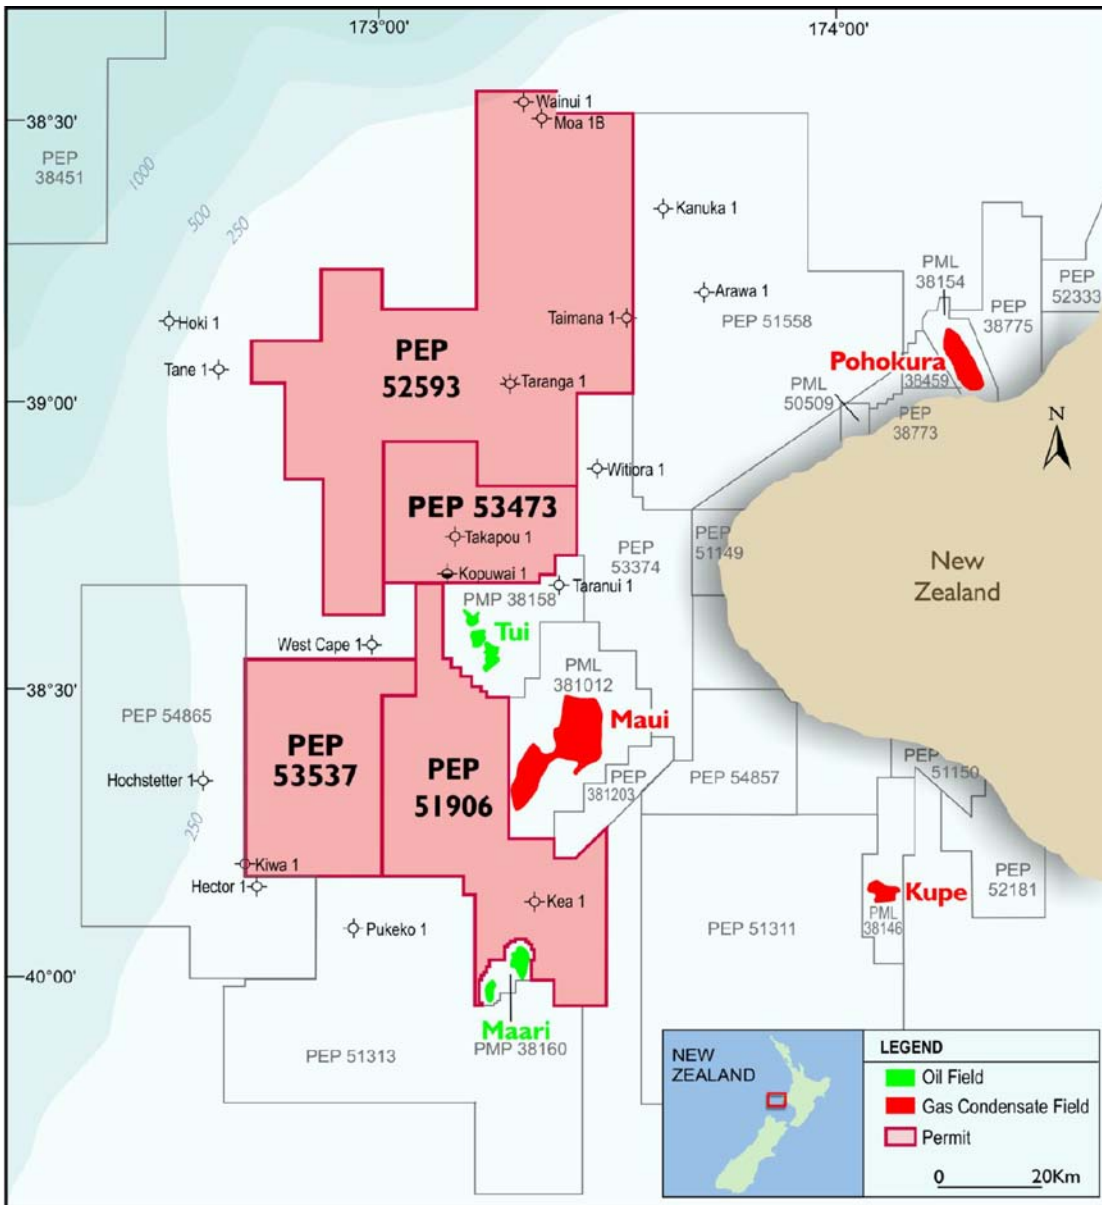 173°00'
174°00'
38°30'
Wainui 1
Moa 1B
PEP
38451
1000
500
250
Kanuka 1
PML
38154
PEP
52333
PEP
38775
Arawa 1
Hoki 1
Taimana 1
PEP 51558
PEP
52593
Pohokura
Tane 1
Taranga 1
38459
PML
50509
39°00'
PEP
38773
N
Witiora 1
PEP 53473
Takapou 1
PEP
51149
PEP
53374
Kopuwai 1
Taranui 1
PMP 38158
New
Zealand
Tui
West Cape 1
PML
381012
38°30'
PEP 54865
Maui
PEP
53537
PEP
51906
Hochstetter 1
PEP
381203
PEP 54857
PEP
51150
250
Kiwa 1
Hector 1
Kea 1
Kupe
PEP
52181
Pukeko 1
PEP 51311
PML
38146
40°00'
Maari
PMP 38160
PEP 51313
NEW
ZEALAND
LEGEND
Oil Field
Gas Condensate Field
Permit
0 20Km